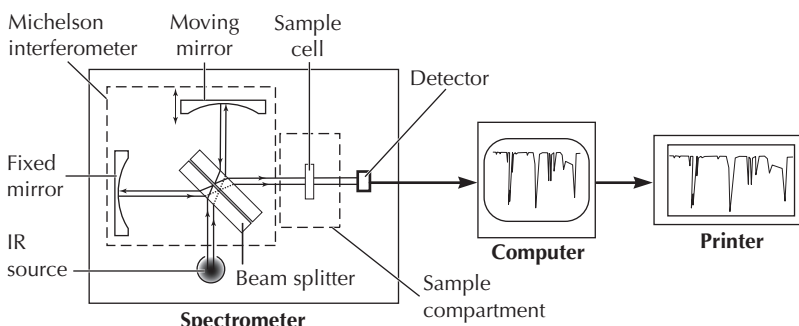 Michelson
interferometer
Moving
mirror
Sample
cell
Detector
Fixed
mirror
IR
source
Beam splitter
Sample
compartment
Computer
Printer
Spectrometer